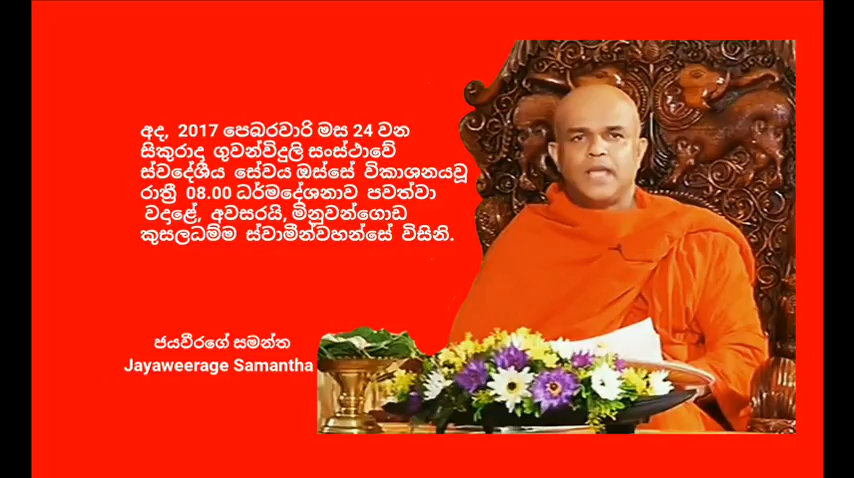 අද, 2017 පෙබරවාරි මස 24 වන
සිකුරාදා ගුවන්විදුලි සංස්ථාවේ
ස්වදේශීය සේවය ඔස්සේ විකාශනයවූ
රාත්‍රී 08.00 ධර්මදේශනාව පවත්වා
වදාළේ, අවසරයි, මිනුවන්ගොඩ
කුසලධම්ම ස්වාමීන්වහන්සේ විසිනි.
ජයවීරගේ සමන්ත
Jayaweerage Samantha